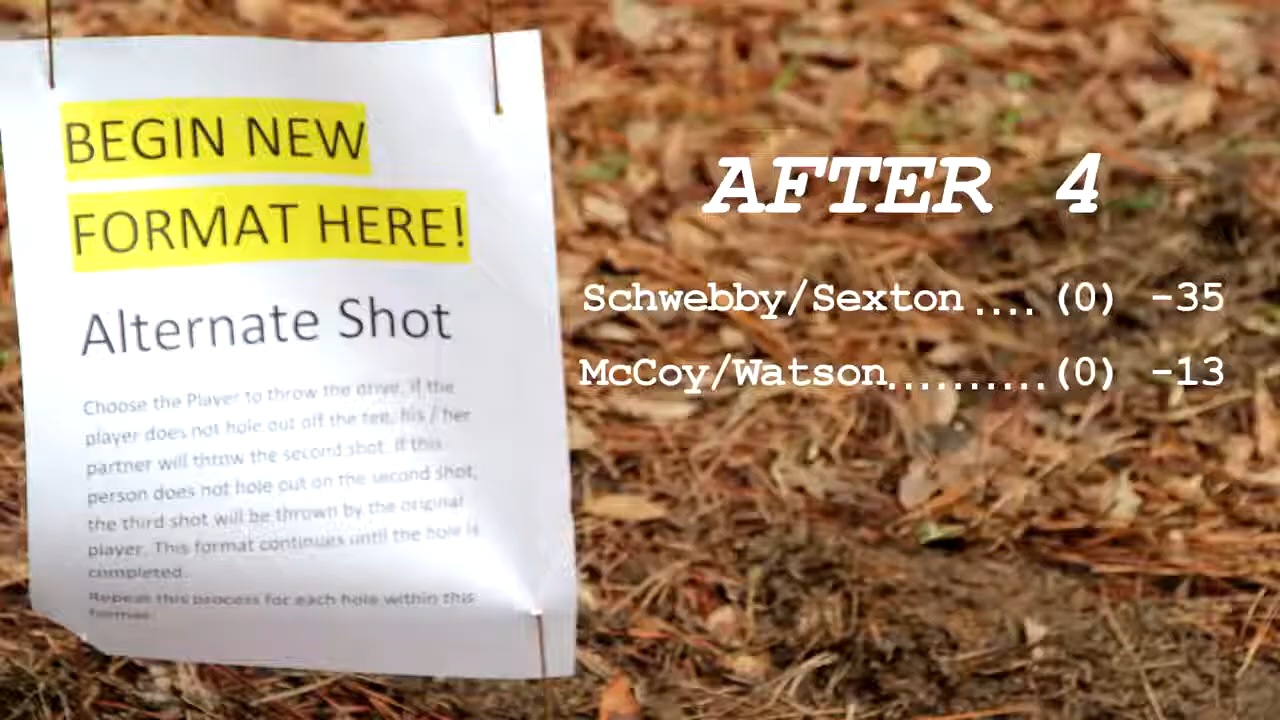 BEGIN NEW
FORMAT HERE!
Alternate Shot
Choose the Player to throw the drive, if the
player does not hole out off the tee, his / her
partner will throw the second shot. If this
person does not hole out on the second shot,
the third shot will be thrown by the original
player. This format continues until the hole is
completed.
Repeat this process for each hole within this
format.
AFTER 4
Schwebby/Sexton .... (0) -35
McCoy/Watson..........(0) -13